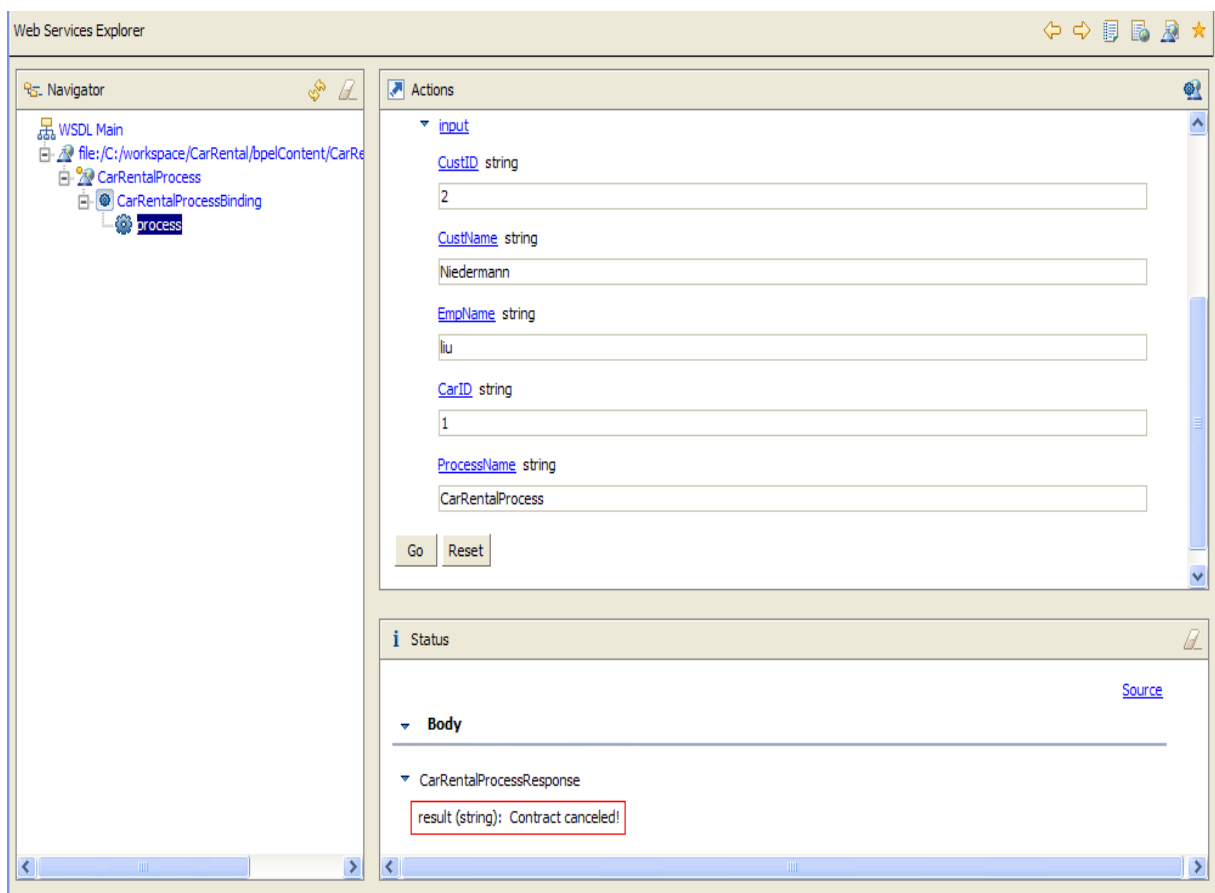 Web Services Explorer
Navigator
WSDL Main
file:/C:/workspace/CarRental/bpelContent/CarRe
CarRentalProcess
CarRentalProcessBinding
process
Actions
input
CustID string
2
CustName string
Niedermann
EmpName string
liu
CarID string
1
ProcessName string
CarRentalProcess
Go Reset
i Status
Source
Body
CarRentalProcessResponse
result (string): Contract canceled!